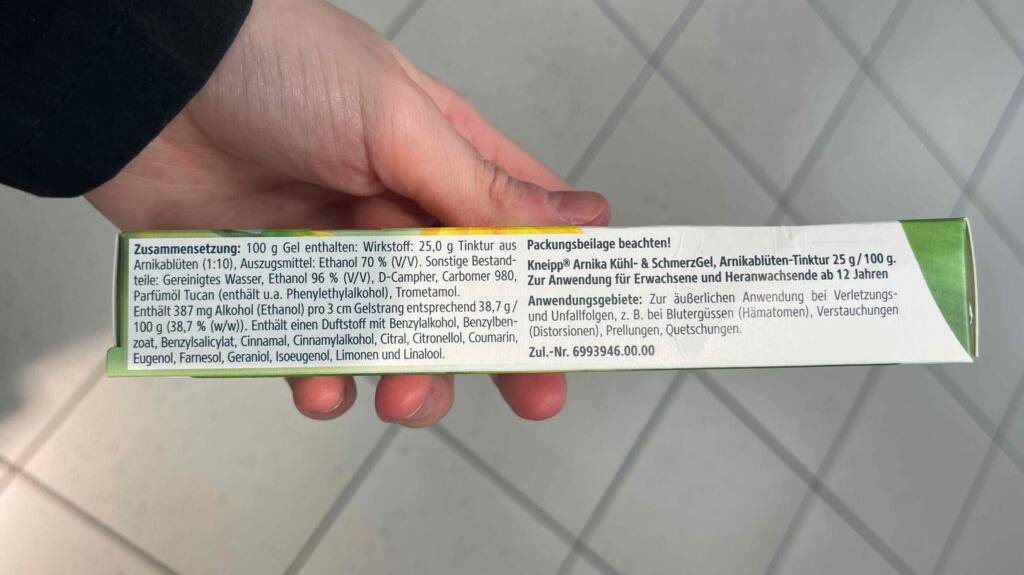 Zusammensetzung: 100 g Gel enthalten: Wirkstoff: 25,0 g Tinktur aus
Arnikablüten (1:10), Auszugsmittel: Ethanol 70 % (V/V). Sonstige Bestand-
teile: Gereinigtes Wasser, Ethanol 96 % (V/V), D-Campher, Carbomer 980,
Parfümöl Tucan (enthält u.a. Phenylethylalkohol), Trometamol.
Enthält 387 mg Alkohol (Ethanol) pro 3 cm Gelstrang entsprechend 38,7 g/
100 g (38,7 % (w/w)). Enthält einen Duftstoff mit Benzylalkohol, Benzylben-
zoat, Benzylsalicylat, Cinnamal, Cinnamylalkohol, Citral, Citronellol, Coumarin,
Eugenol, Farnesol, Geraniol, Isoeugenol, Limonen und Linalool.
Packungsbeilage beachten!
Kneipp® Arnika Kühl- & SchmerzGel, Arnikablüten-Tinktur 25 g/100 g.
Zur Anwendung für Erwachsene und Heranwachsende ab 12 Jahren
Anwendungsgebiete: Zur äußerlichen Anwendung bei Verletzungs-
und Unfallfolgen, z. B. bei Blutergüssen (Hämatomen), Verstauchungen
(Distorsionen), Prellungen, Quetschungen.
Zul.-Nr. 6993946.00.00